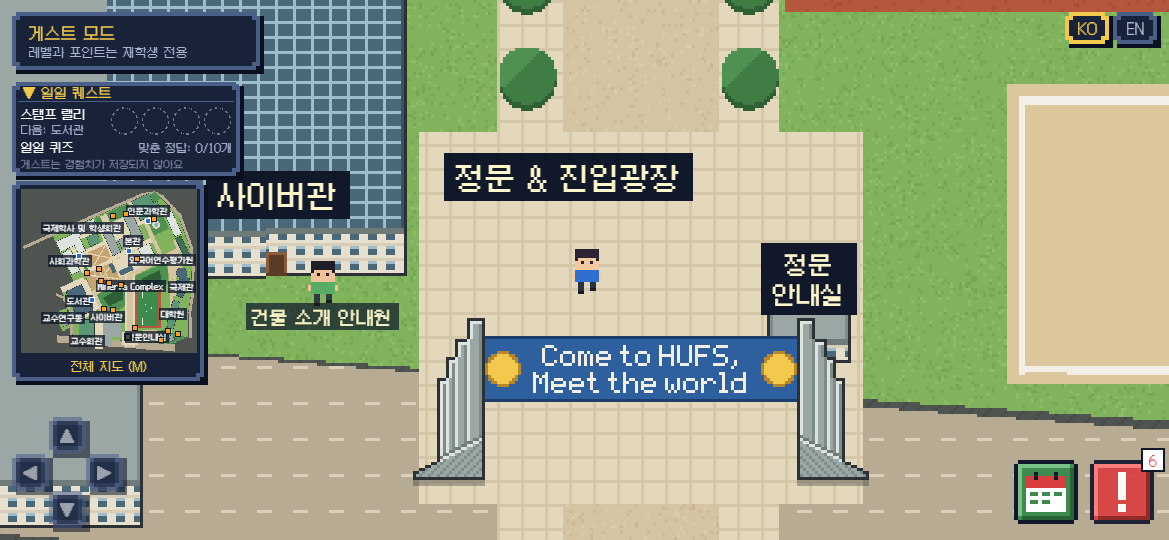 게스트 모드
레벨과 포인트는 재학생 전용
KO
EN
▼ 일일 퀘스트
스탬프 랠리
다음: 도서관
일일 퀴즈
맞춘 정답: 0/10개
게스트는 경험치가 저장되지 않아요
사이버관
정문 & 진입광장
인문과학관
국제학사 및 학생회관
본관
사회과학관
외국어연수평가원
Minerva Complex
국제관
도서관
대학원
교수연구동
사이버관
교수회관
전체 지도 (M)
건물 소개 안내원
정문
안내실
Come to HUFS,
Meet the world
6